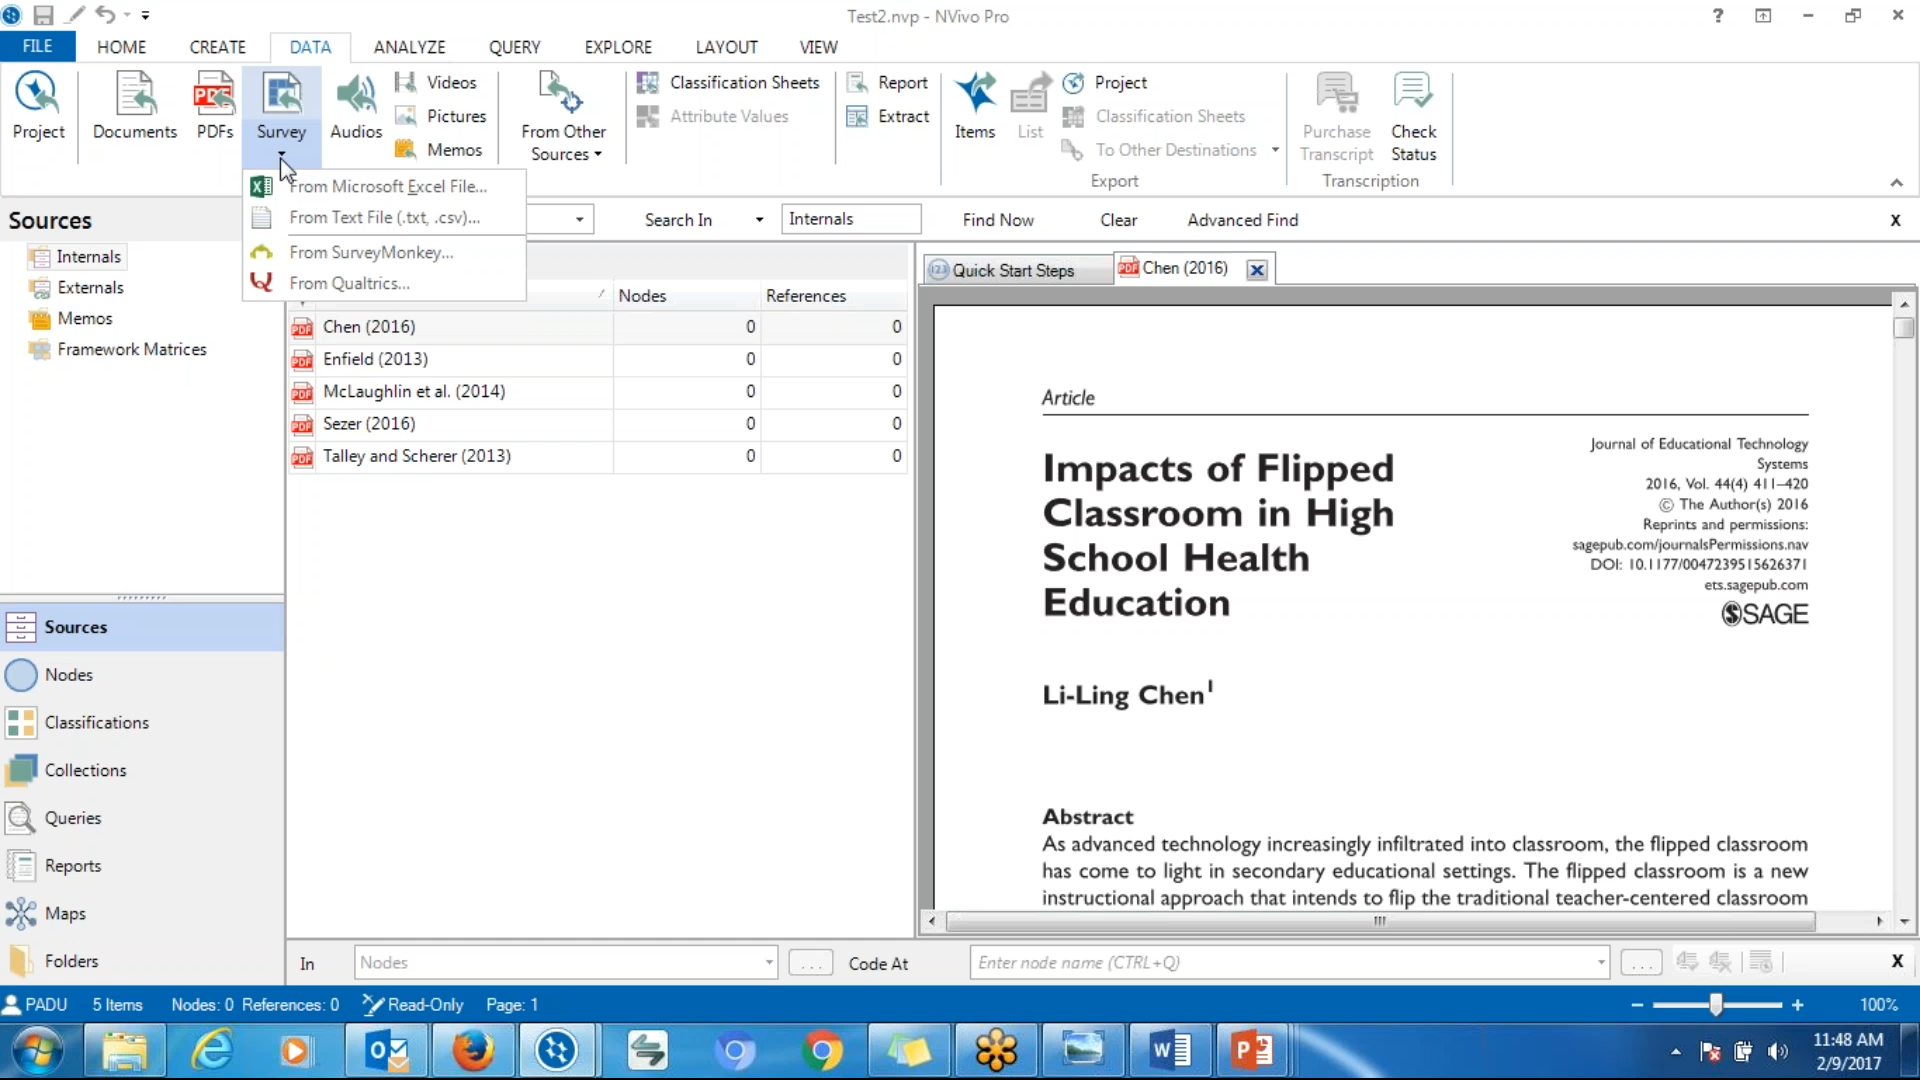 Test2.nvp - NVivo Pro
?
FILE HOME CREATE DATA ANALYZE QUERY EXPLORE LAYOUT VIEW
Project
Documents
PDF
PDFs
Survey
Audios
Videos
Pictures
Memos
From Other
Sources
Classification Sheets
Attribute Values
Report
Extract
Items
List
Project
Classification Sheets
To Other Destinations
Export
Purchase
Transcript
Check
Status
Transcription
From Microsoft Excel File...
From Text File (.txt, .csv)...
From SurveyMonkey...
From Qualtrics...
Search In Internals Find Now Clear Advanced Find X
Sources
Internals
Externals
Memos
Framework Matrices
Nodes References
PDF Chen (2016) 0 0
PDF Enfield (2013) 0 0
PDF McLaughlin et al. (2014) 0 0
PDF Sezer (2016) 0 0
PDF Talley and Scherer (2013) 0 0
123 Quick Start Steps
PDF Chen (2016)
Article
Journal of Educational Technology
Systems
2016, Vol. 44(4) 411–420
© The Author(s) 2016
Reprints and permissions:
sagepub.com/journalsPermissions.nav
DOI: 10.1177/0047239515626371
ets.sagepub.com
SAGE
Impacts of Flipped
Classroom in High
School Health
Education
Li-Ling Chen1
Abstract
As advanced technology increasingly infiltrated into classroom, the flipped classroom
has come to light in secondary educational settings. The flipped classroom is a new
instructional approach that intends to flip the traditional teacher-centered classroom
Sources
Nodes
Classifications
Collections
Queries
Reports
Maps
Folders
In Nodes ... Code At Enter node name (CTRL+Q) ... X
PADU 5 Items Nodes: 0 References: 0 Read-Only Page: 1 100%
11:48 AM
2/9/2017